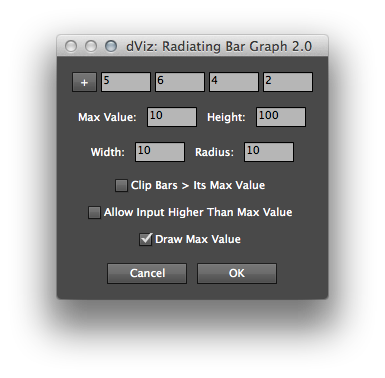 dViz: Radiating Bar Graph 2.0
+ 5 6 4 2
Max Value: 10 Height: 100
Width: 10 Radius: 10
Clip Bars > Its Max Value
Allow Input Higher Than Max Value
Draw Max Value
Cancel OK